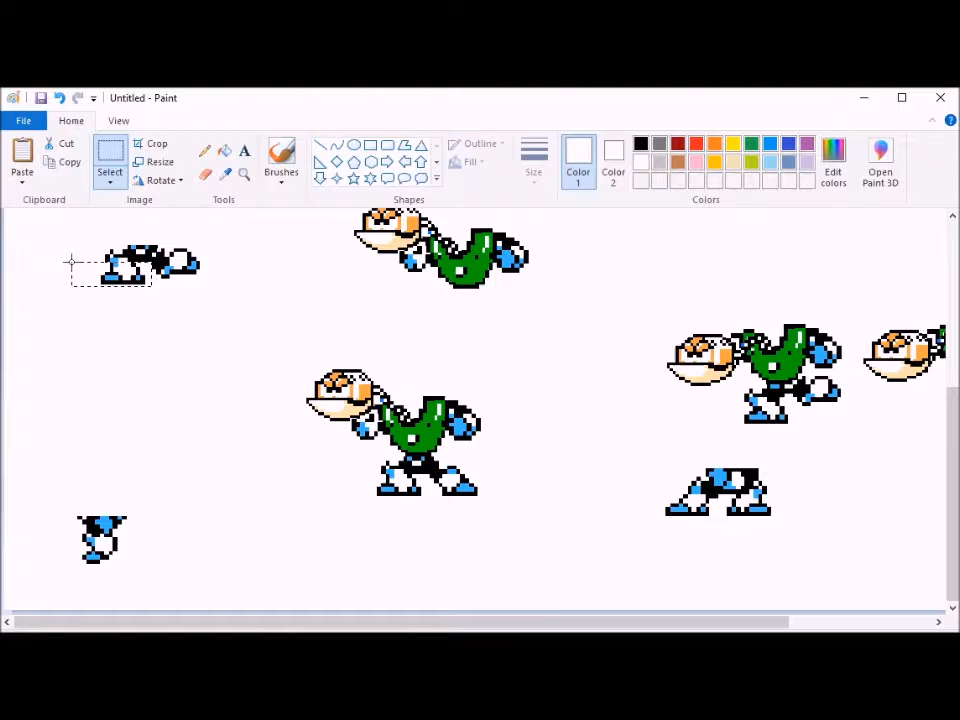 Untitled - Paint
File Home View
Paste
Cut
Copy
Clipboard
Select
Crop
Resize
Rotate
Image
A
Tools
Brushes
Shapes
Outline
Fill
Size
Color 1
Color 2
Colors
Edit colors
Open Paint 3D